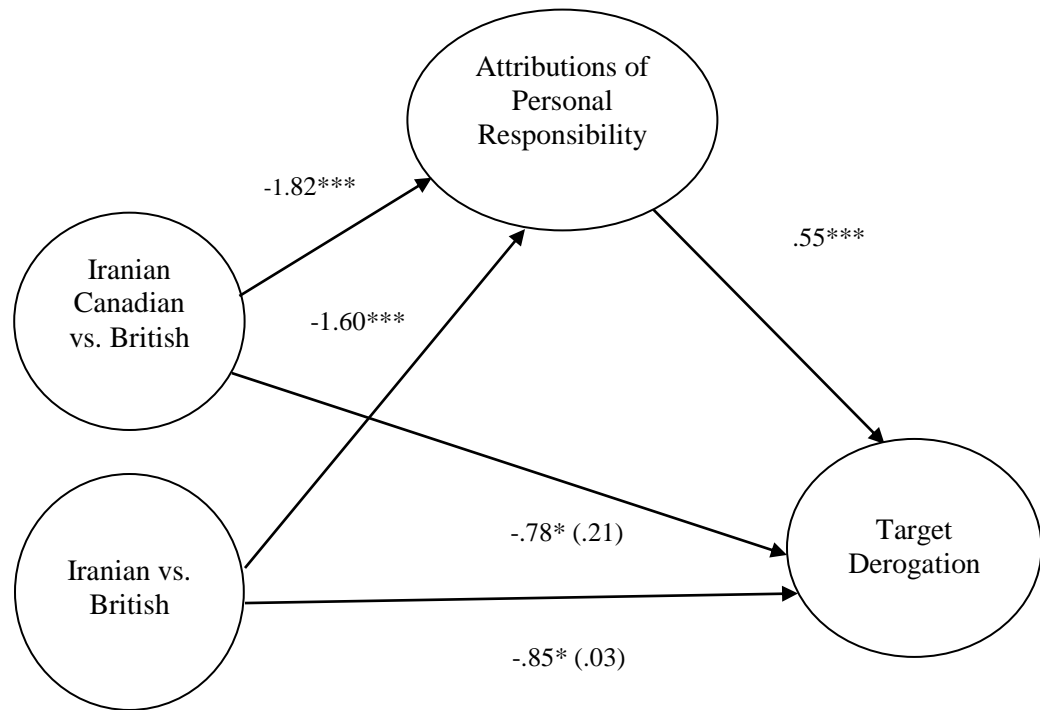 Attributions of
Personal
Responsibility
-1.82***
.55***
Iranian
Canadian
vs. British
-1.60***
-.78* (.21)
Target
Derogation
Iranian vs.
British
-.85* (.03)